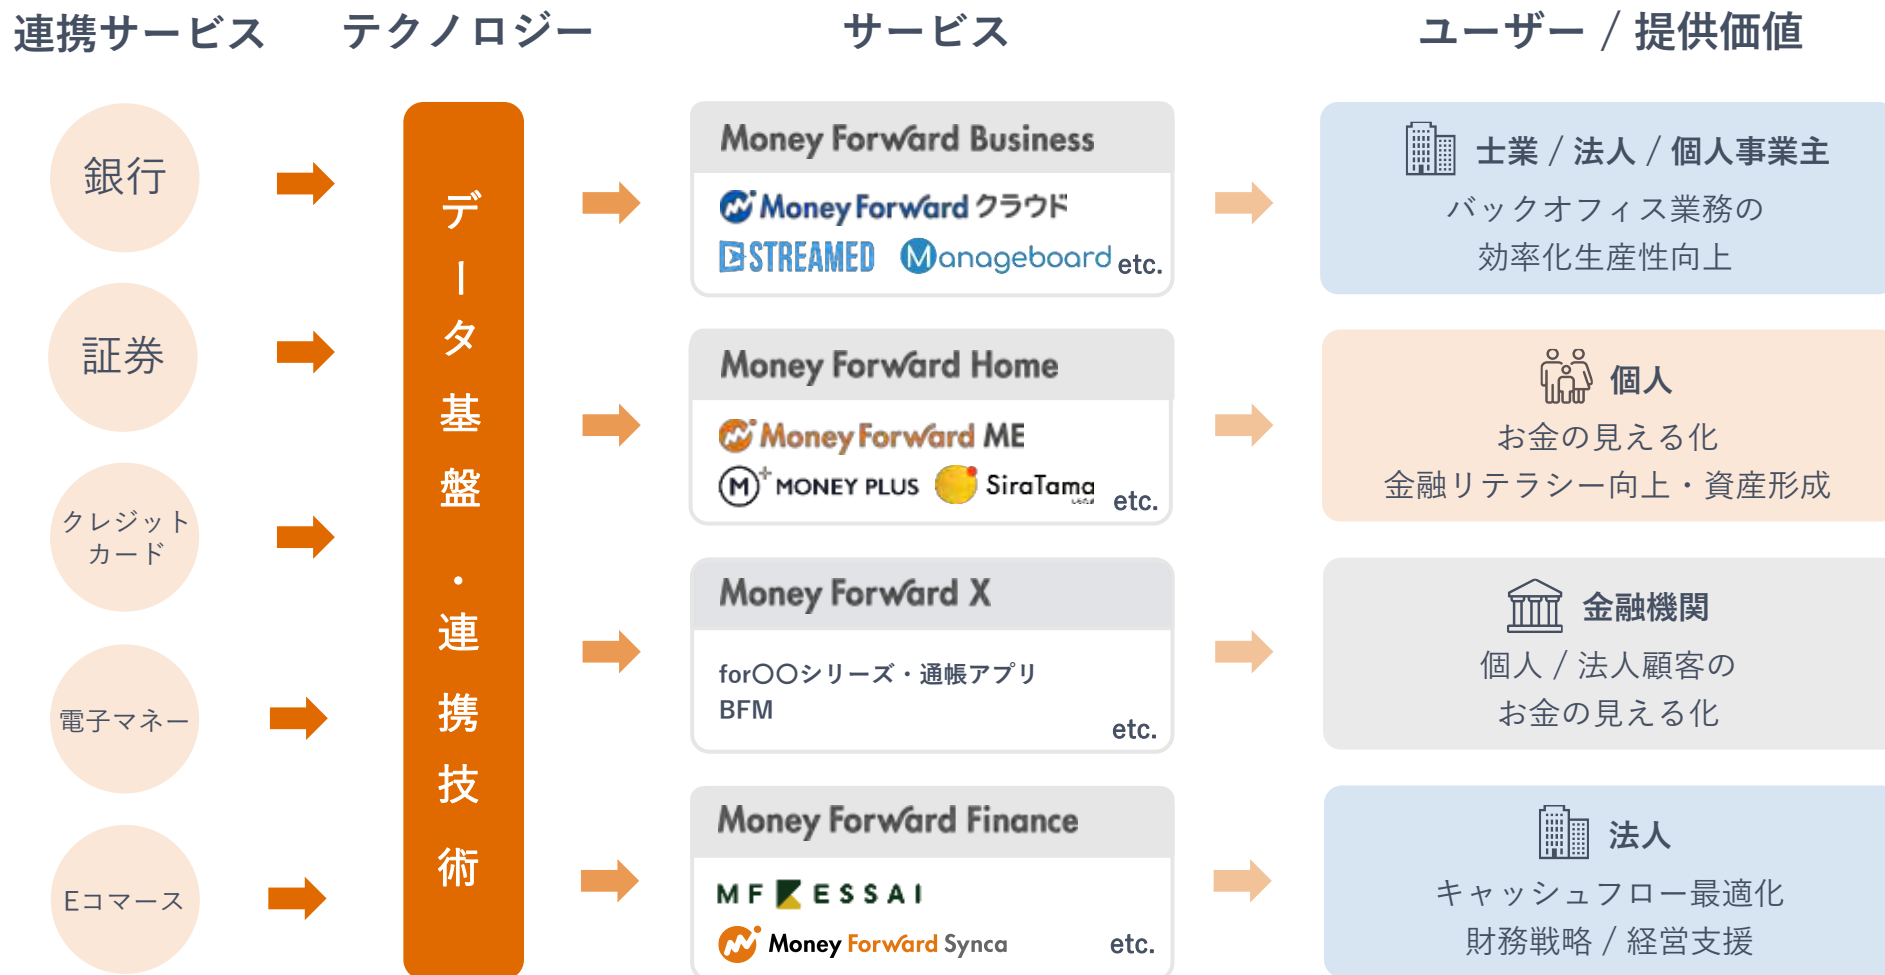 連携サービス
テクノロジー
サービス
ユーザー / 提供価値
銀行
証券
クレジット
カード
電子マネー
Eコマース
データ基盤・連携技術
Money Forward Business
Money Forward クラウド
STREAMED
Manageboard
etc.
士業 / 法人 / 個人事業主
バックオフィス業務の
効率化生産性向上
Money Forward Home
Money Forward ME
M+ MONEY PLUS
SiraTama
しらたま
etc.
個人
お金の見える化
金融リテラシー向上・資産形成
Money Forward X
for〇〇シリーズ・通帳アプリ
BFM
etc.
金融機関
個人 / 法人顧客の
お金の見える化
Money Forward Finance
MF KESSAI
Money Forward Synca
etc.
法人
キャッシュフロー最適化
財務戦略 / 経営支援